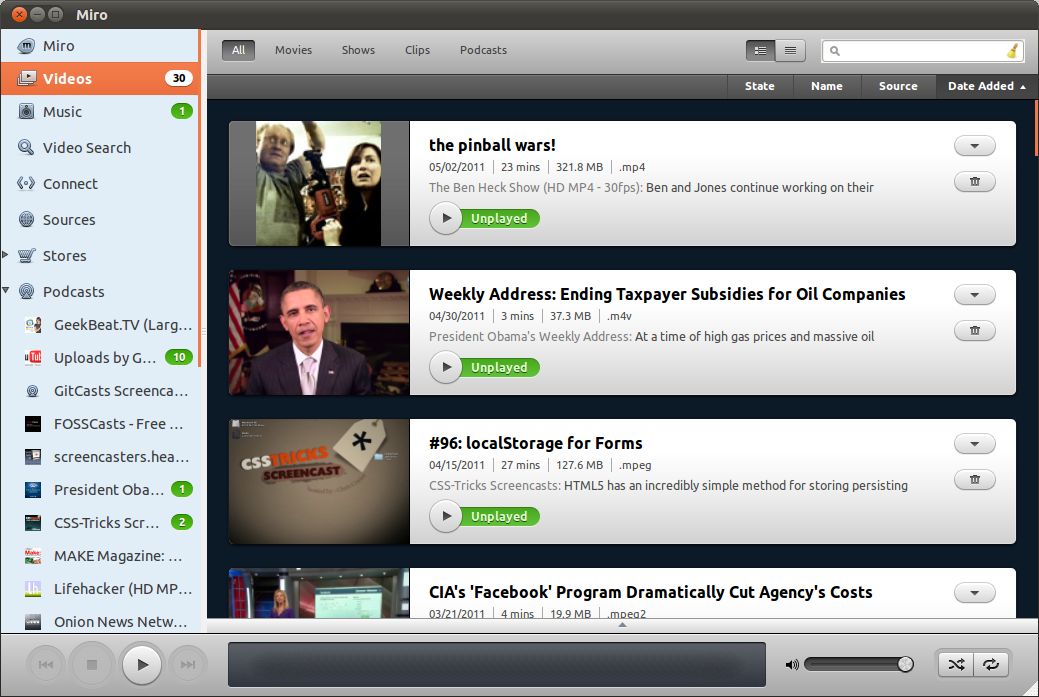 Miro
Miro
Videos 30
Music 1
Video Search
Connect
Sources
Stores
Podcasts
GeekBeat.TV (Larg...
Uploads by G... 10
GitCasts Screenca...
FOSSCasts - Free ...
screencasters.hea...
President Oba... 1
CSS-Tricks Scr... 2
MAKE Magazine: ...
Lifehacker (HD MP...
Onion News Netw...
All Movies Shows Clips Podcasts
State Name Source Date Added
the pinball wars!
05/02/2011 23 mins 321.8 MB .mp4
The Ben Heck Show (HD MP4 - 30fps): Ben and Jones continue working on their
Unplayed
Weekly Address: Ending Taxpayer Subsidies for Oil Companies
04/30/2011 3 mins 37.3 MB .m4v
President Obama's Weekly Address: At a time of high gas prices and massive oil
Unplayed
CSSTRICKS
SCREENCAST
#96: localStorage for Forms
04/15/2011 27 mins 127.6 MB .mpeg
CSS-Tricks Screencasts: HTML5 has an incredibly simple method for storing persisting
Unplayed
CIA's 'Facebook' Program Dramatically Cut Agency's Costs
03/21/2011 4 mins 19.9 MB .mpeg2